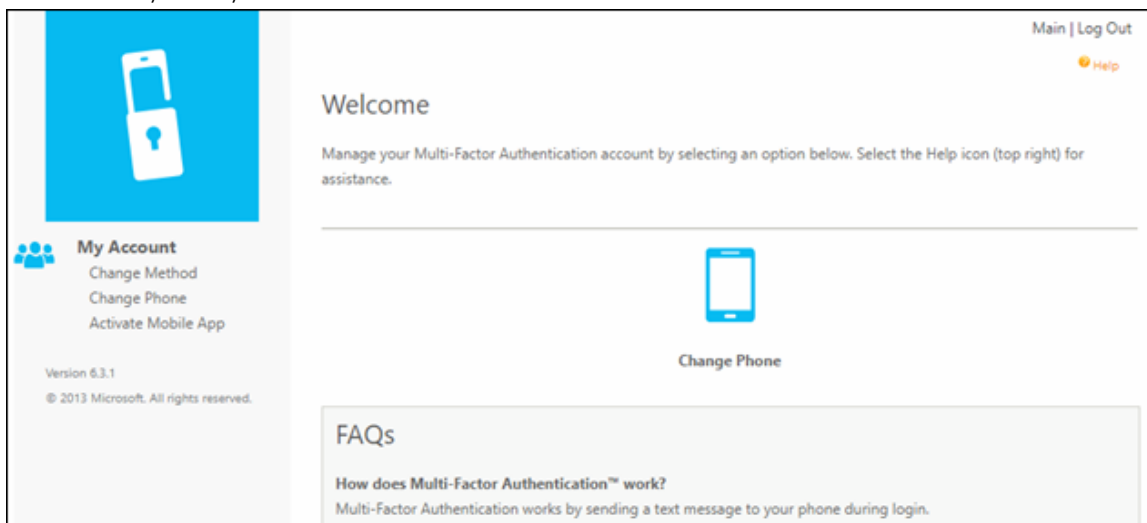 Main | Log Out
Help
Welcome
Manage your Multi-Factor Authentication account by selecting an option below. Select the Help icon (top right) for
assistance.
My Account
Change Method
Change Phone
Activate Mobile App
Version 6.3.1
© 2013 Microsoft. All rights reserved.
Change Phone
FAQs
How does Multi-Factor Authentication™ work?
Multi-Factor Authentication works by sending a text message to your phone during login.